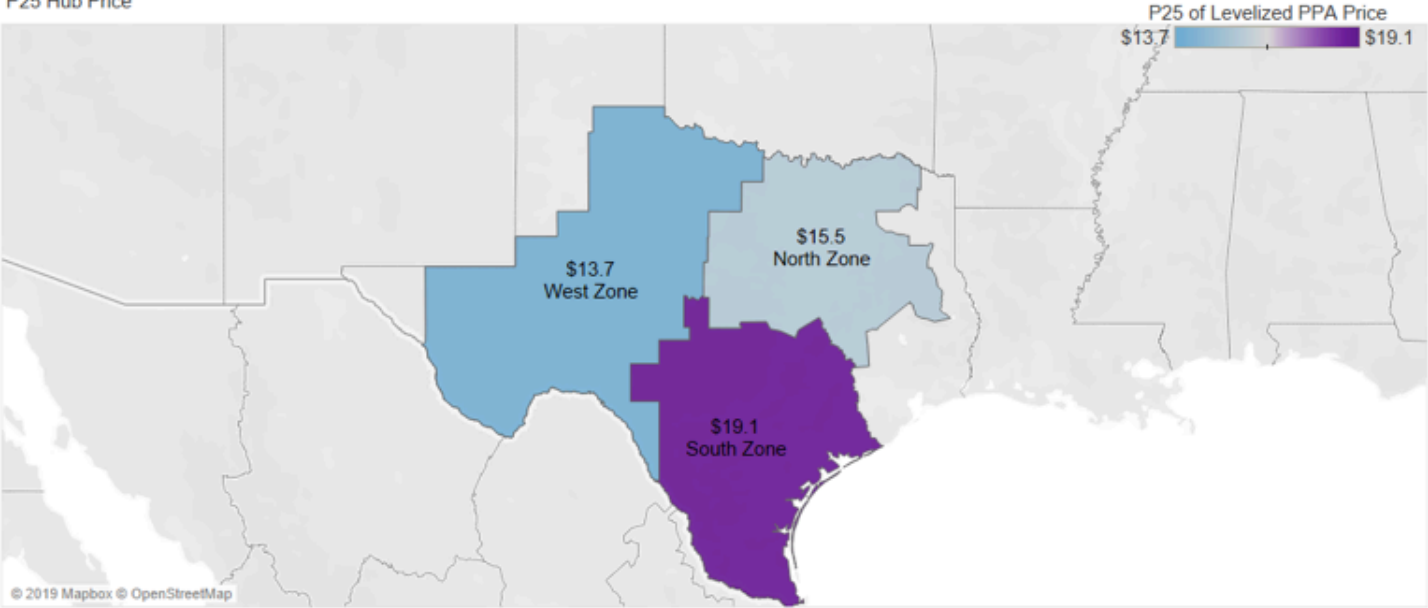 P25 Hub Price
P25 of Levelized PPA Price
$13.7 $19.1
$15.5
North Zone
$13.7
West Zone
$19.1
South Zone
© 2019 Mapbox © OpenStreetMap